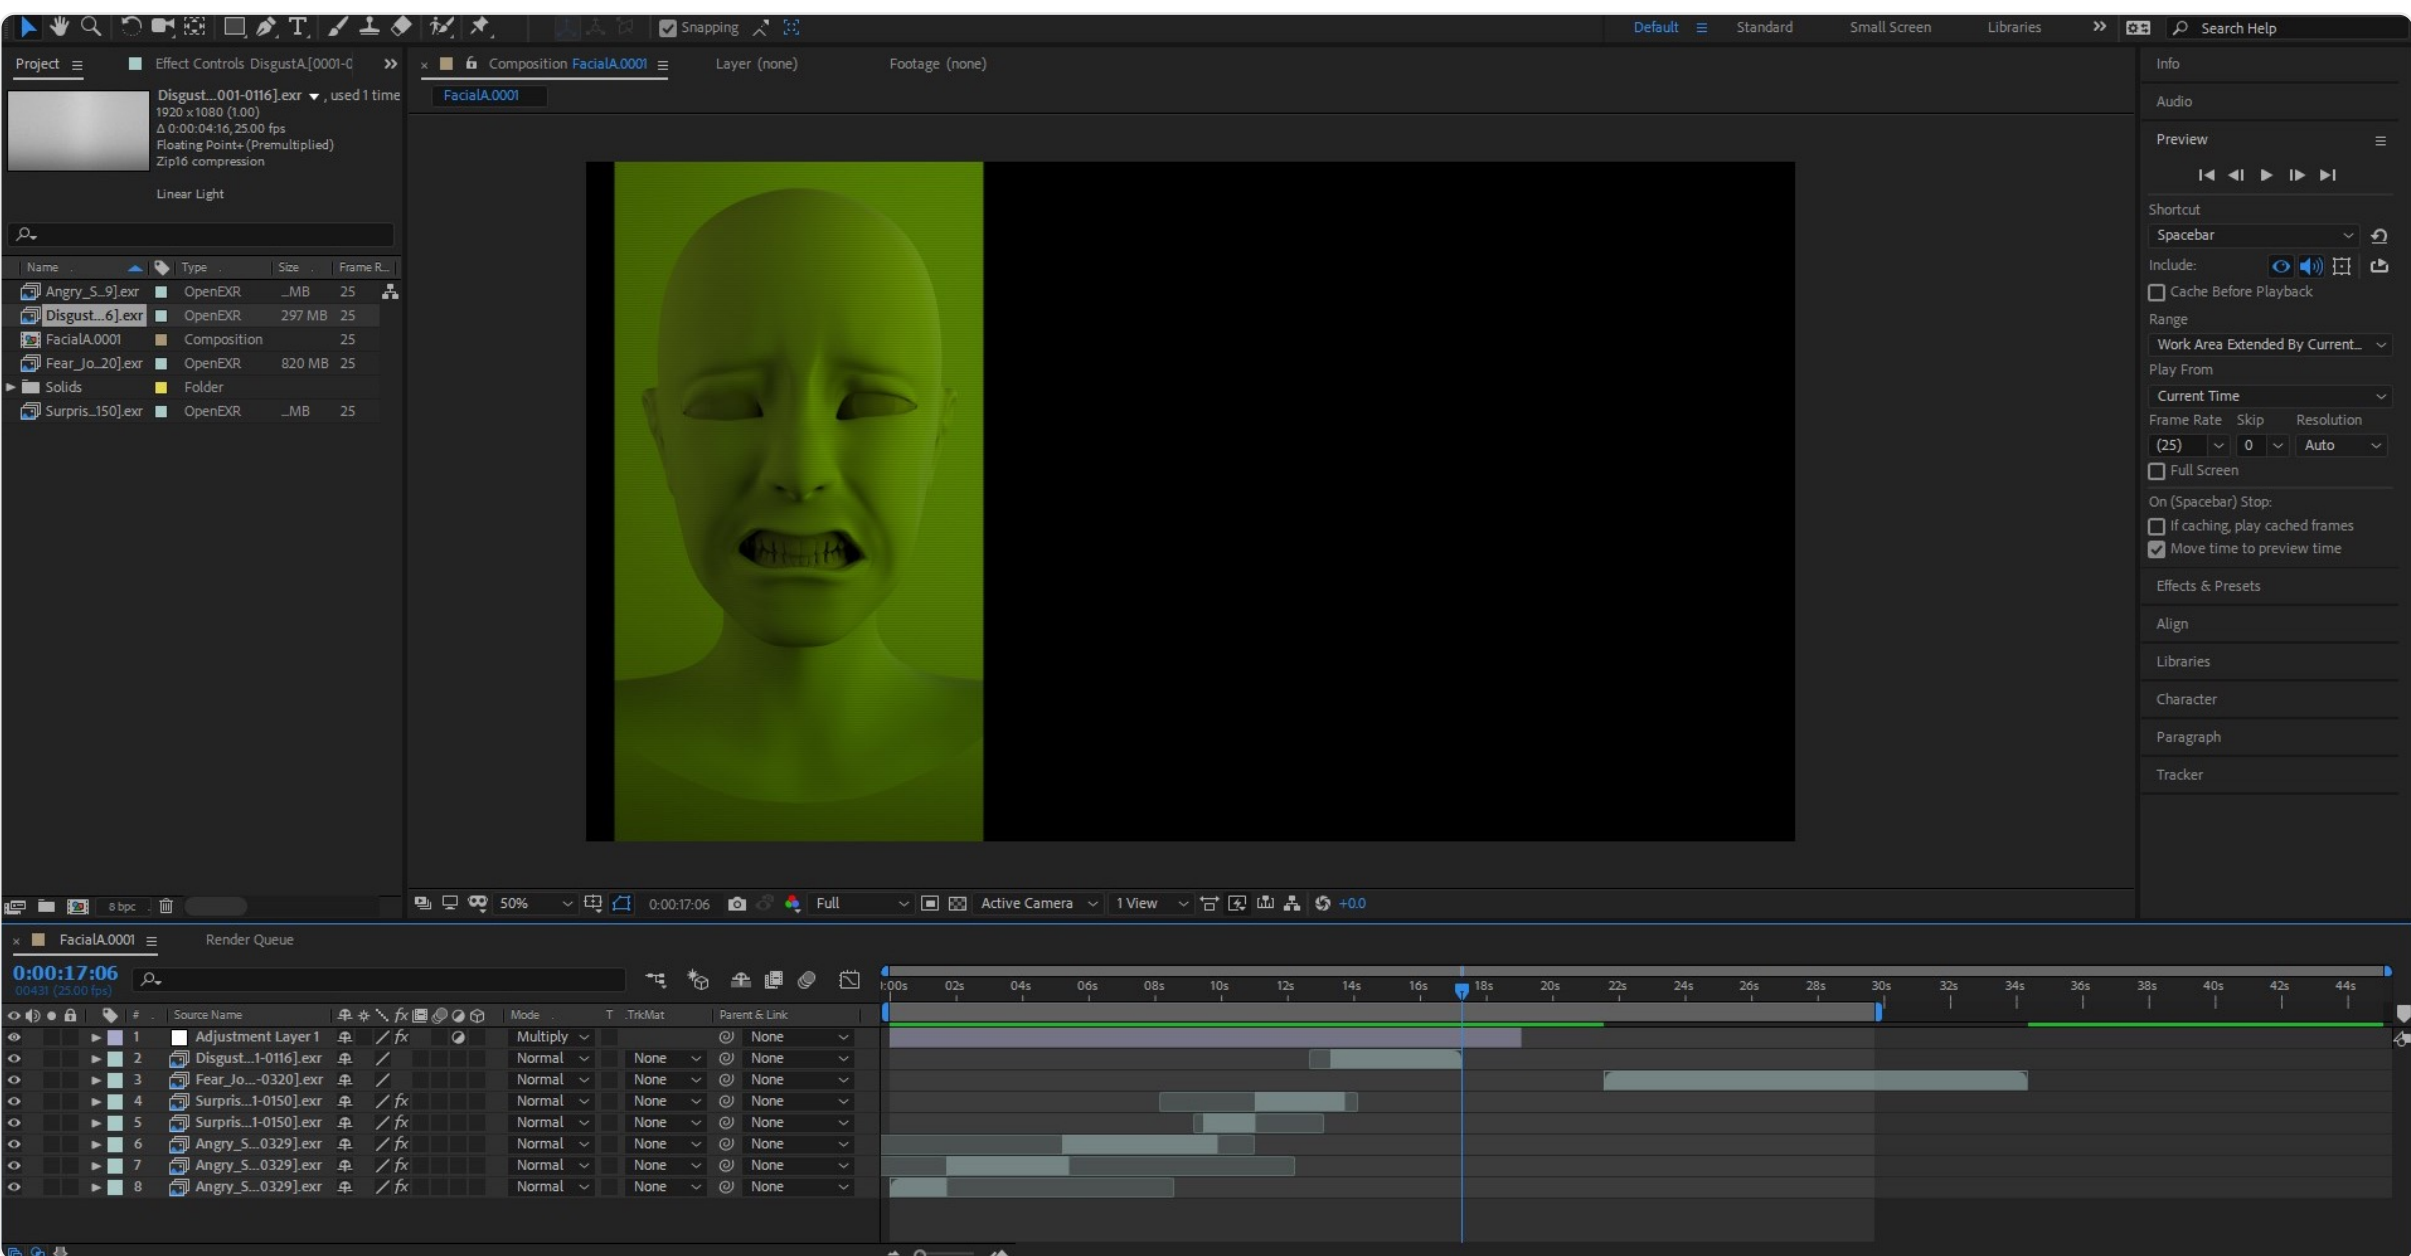 Snapping
Default
Standard
Small Screen
Libraries
Search Help
Project
Effect Controls DisgustA.[0001-0
Composition FacialA.0001
Layer (none)
Footage (none)
FacialA.0001
Disgust...001-0116].exr , used 1 time
1920 x 1080 (1.00)
Δ 0:00:04:16, 25.00 fps
Floating Point+ (Premultiplied)
Zip16 compression
Linear Light
Name Type Size Frame R...
Angry_S...9].exr OpenEXR ...MB 25
Disgust...6].exr OpenEXR 297 MB 25
FacialA.0001 Composition 25
Fear_Jo...20].exr OpenEXR 820 MB 25
Solids Folder
Surpris...150].exr OpenEXR ...MB 25
Info
Audio
Preview
Shortcut
Spacebar
Include:
Cache Before Playback
Range
Work Area Extended By Current...
Play From
Current Time
Frame Rate Skip Resolution
(25) 0 Auto
Full Screen
On (Spacebar) Stop:
If caching, play cached frames
Move time to preview time
Effects & Presets
Align
Libraries
Character
Paragraph
Tracker
8 bpc
50% 0:00:17:06 Full Active Camera 1 View +0.0
FacialA.0001
Render Queue
0:00:17:06
00431 (25.00 fps)
:00s 02s 04s 06s 08s 10s 12s 14s 16s 18s 20s 22s 24s 26s 28s 30s 32s 34s 36s 38s 40s 42s 44s
# Source Name fx Mode T .TrkMat Parent & Link
1 Adjustment Layer 1 fx Multiply None
2 Disgust...1-0116].exr Normal None None
3 Fear_Jo...-0320].exr Normal None None
4 Surpris...1-0150].exr fx Normal None None
5 Surpris...1-0150].exr fx Normal None None
6 Angry_S...0329].exr fx Normal None None
7 Angry_S...0329].exr fx Normal None None
8 Angry_S...0329].exr fx Normal None None